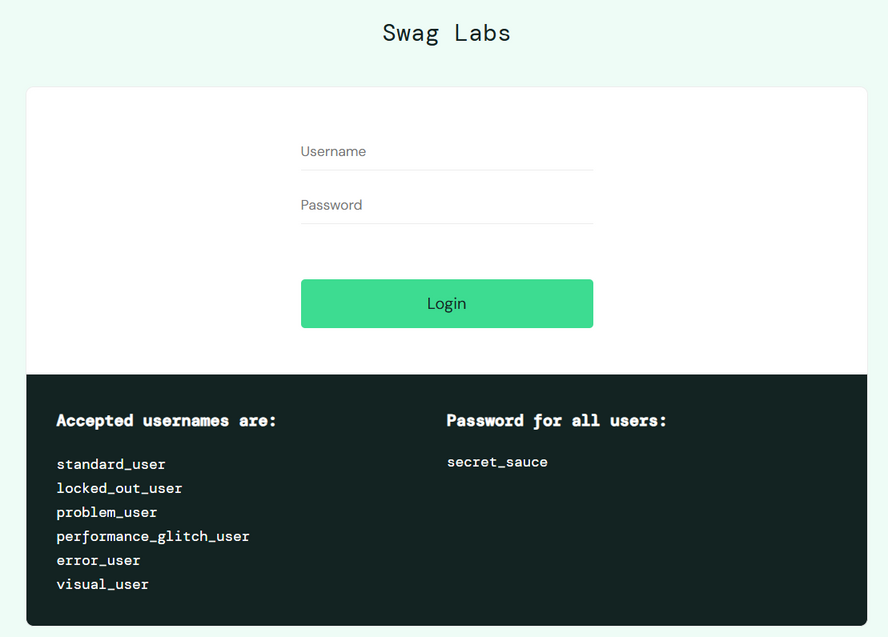 Swag Labs
Username
Password
Login
Accepted usernames are:
standard_user
locked_out_user
problem_user
performance_glitch_user
error_user
visual_user
Password for all users:
secret_sauce